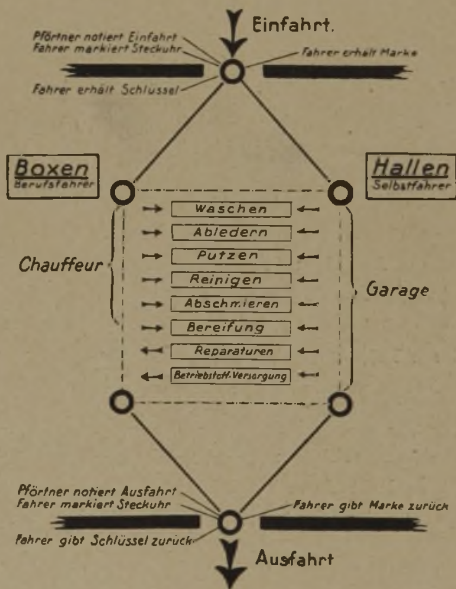 Einfahrt.
Pförtner notiert Einfahrt
Fahrer markiert Steckuhr
Fahrer erhält Marke
Fahrer erhält Schlüssel
Boxen
Berufsfahrer
Hallen
Selbstfahrer
Waschen
Abledern
Putzen
Reinigen
Abschmieren
Bereifung
Reparaturen
Betriebstoff-Versorgung
Chauffeur
Garage
Pförtner notiert Ausfahrt
Fahrer markiert Steckuhr
Fahrer gibt Marke zurück
Fahrer gibt Schlüssel zurück
Ausfahrt